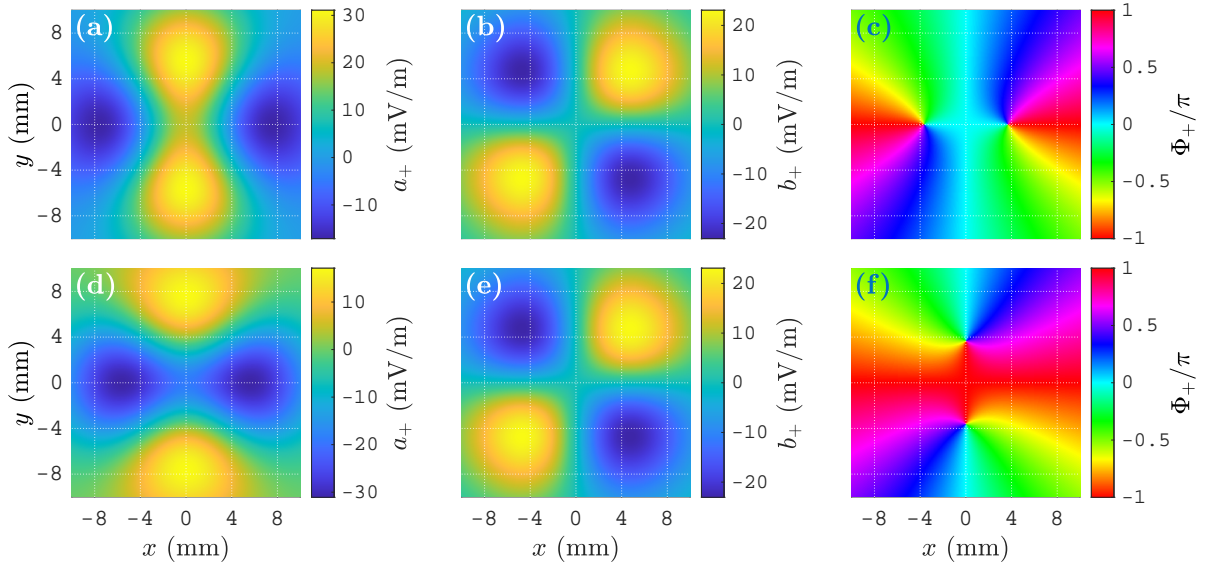 (a)
8
4
0
-4
-8
y (mm)
30
20
10
0
-10
a₊ (mV/m)
(b)
20
10
0
-10
-20
b₊ (mV/m)
(c)
1
0.5
0
-0.5
-1
Φ₊/π
(d)
8
4
0
-4
-8
y (mm)
-8 -4 0 4 8
x (mm)
10
0
-10
-20
-30
a₊ (mV/m)
(e)
-8 -4 0 4 8
x (mm)
20
10
0
-10
-20
b₊ (mV/m)
(f)
-8 -4 0 4 8
x (mm)
1
0.5
0
-0.5
-1
Φ₊/π